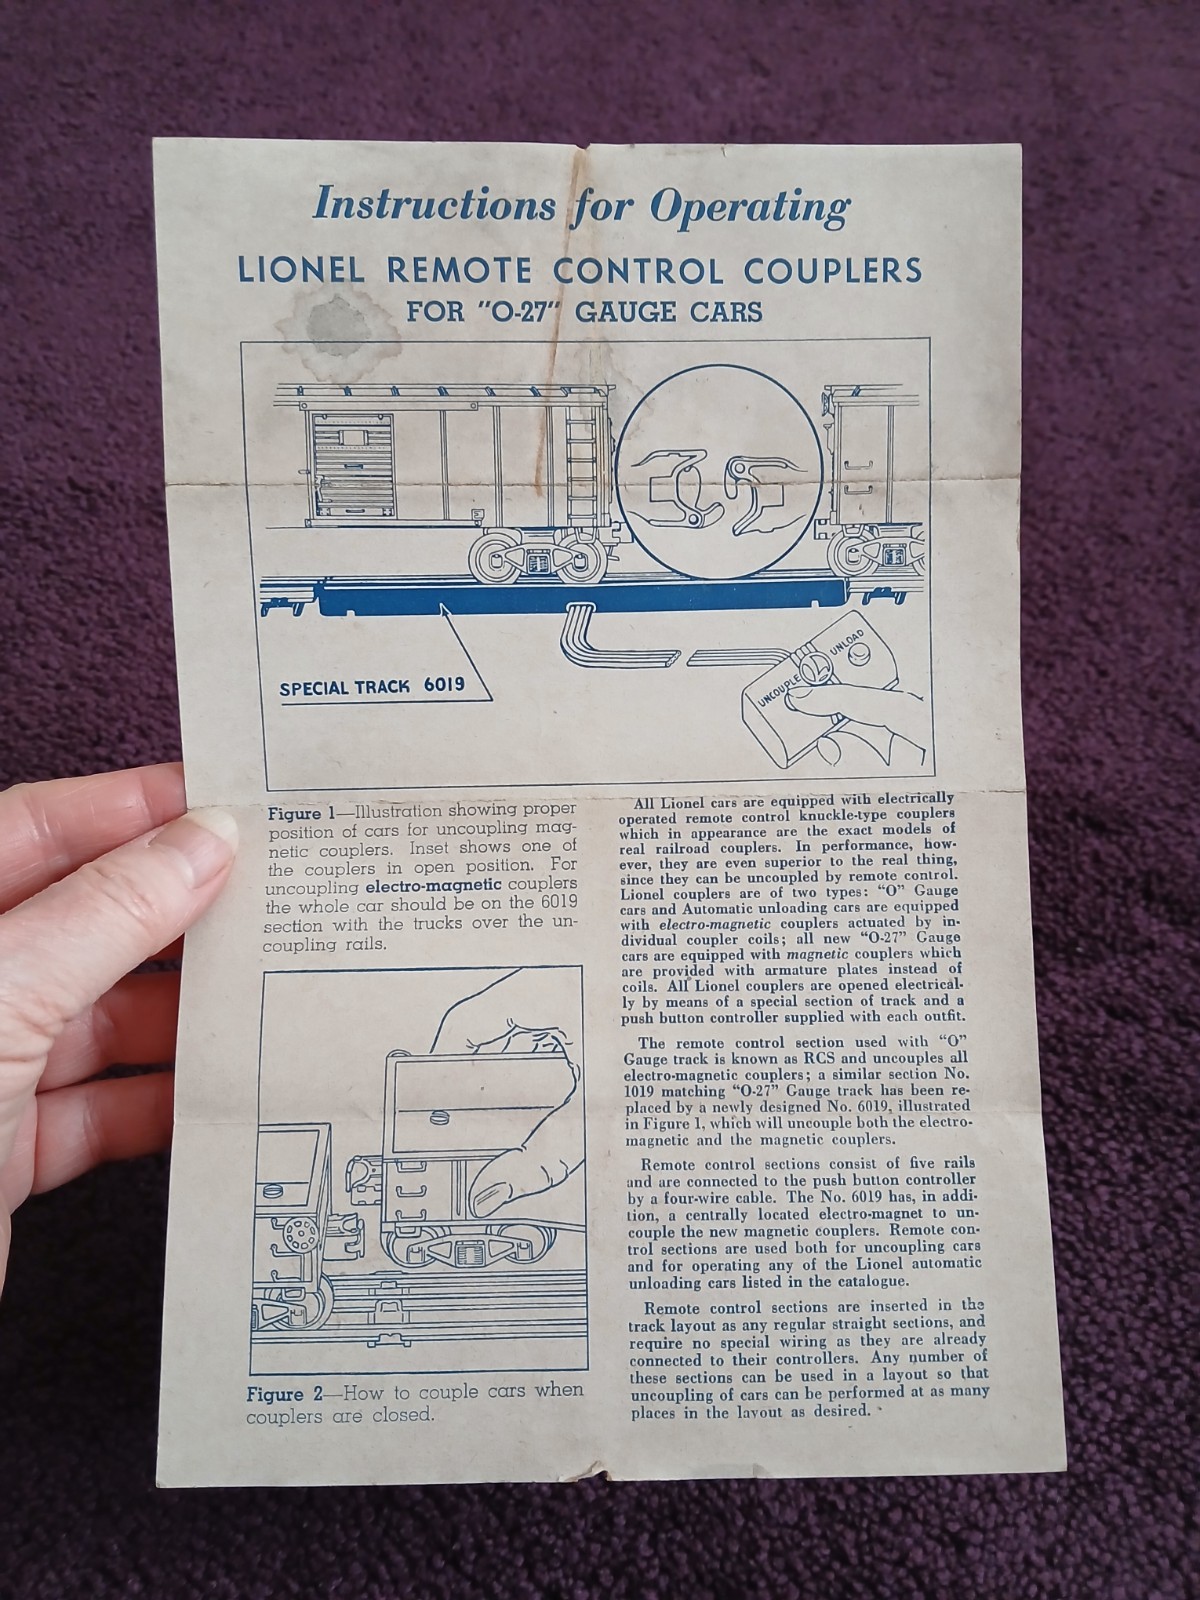 Instructions for Operating
LIONEL REMOTE CONTROL COUPLERS
FOR "O-27" GAUGE CARS
SPECIAL TRACK 6019
UNCOUPLE
UNLOAD
Figure 1—Illustration showing proper
position of cars for uncoupling mag-
netic couplers. Inset shows one of
the couplers in open position. For
uncoupling electro-magnetic couplers
the whole car should be on the 6019
section with the trucks over the un-
coupling rails.
Figure 2—How to couple cars when
couplers are closed.
All Lionel cars are equipped with electrically
operated remote control knuckle-type couplers
which in appearance are the exact models of
real railroad couplers. In performance, how-
ever, they are even superior to the real thing,
since they can be uncoupled by remote control.
Lionel couplers are of two types: "O" Gauge
cars and Automatic unloading cars are equipped
with electro-magnetic couplers actuated by in-
dividual coupler coils; all new "O-27" Gauge
cars are equipped with magnetic couplers which
are provided with armature plates instead of
coils. All Lionel couplers are opened electrical-
ly by means of a special section of track and a
push button controller supplied with each outfit.
The remote control section used with "O"
Gauge track is known as RCS and uncouples all
electro-magnetic couplers; a similar section No.
1019 matching "O-27" Gauge track has been re-
placed by a newly designed No. 6019, illustrated
in Figure 1, which will uncouple both the electro-
magnetic and the magnetic couplers.
Remote control sections consist of five rails
and are connected to the push button controller
by a four-wire cable. The No. 6019 has, in addi-
tion, a centrally located electro-magnet to un-
couple the new magnetic couplers. Remote con-
trol sections are used both for uncoupling cars
and for operating any of the Lionel automatic
unloading cars listed in the catalogue.
Remote control sections are inserted in the
track layout as any regular straight sections, and
require no special wiring as they are already
connected to their controllers. Any number of
these sections can be used in a layout so that
uncoupling of cars can be performed at as many
places in the layout as desired.